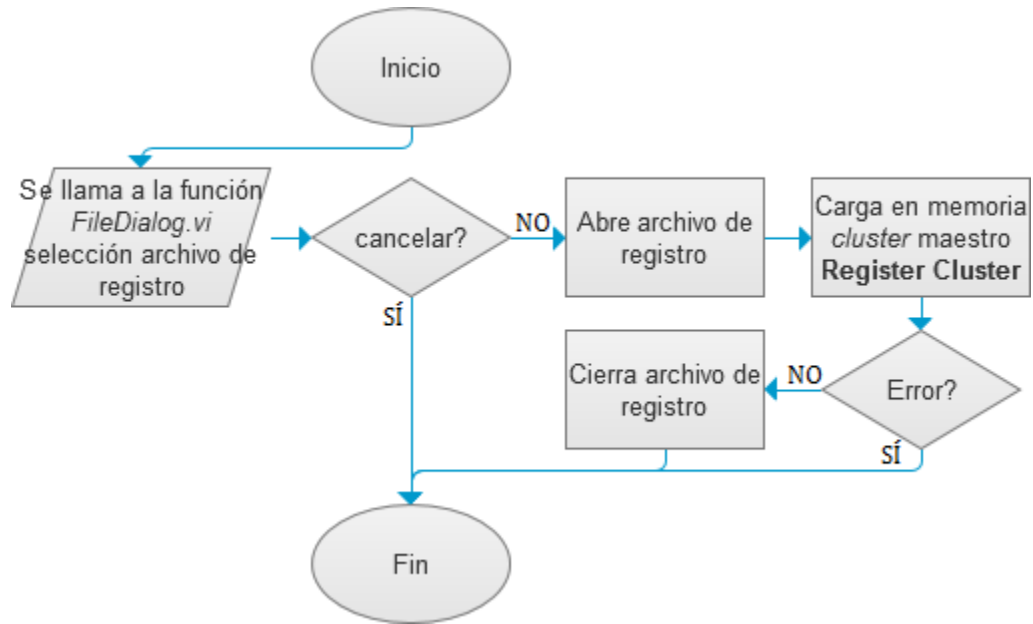 Inicio
Se llama a la función
FileDialog.vi
selección archivo de
registro
cancelar?
NO
Abre archivo de
registro
Carga en memoria
cluster maestro
Register Cluster
SÍ
Cierra archivo de
registro
NO
Error?
SÍ
Fin